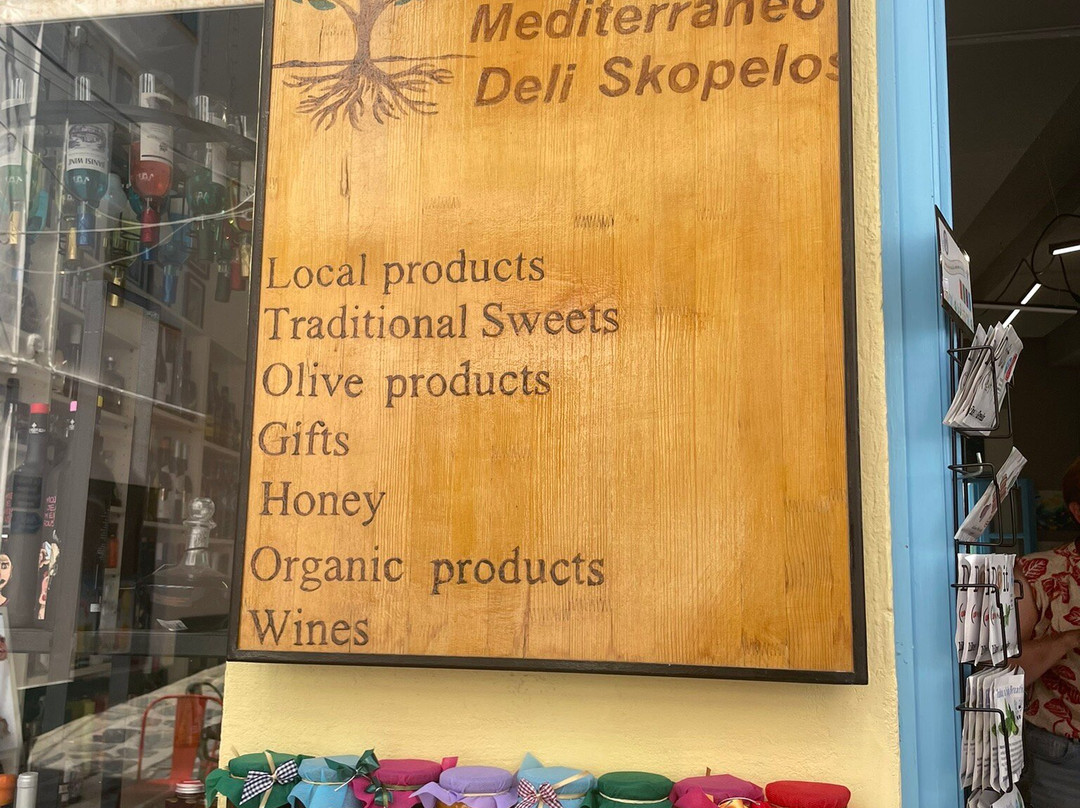 Mediterraneo
Deli Skopelos
Local products
Traditional Sweets
Olive products
Gifts
Honey
Organic products
Wines